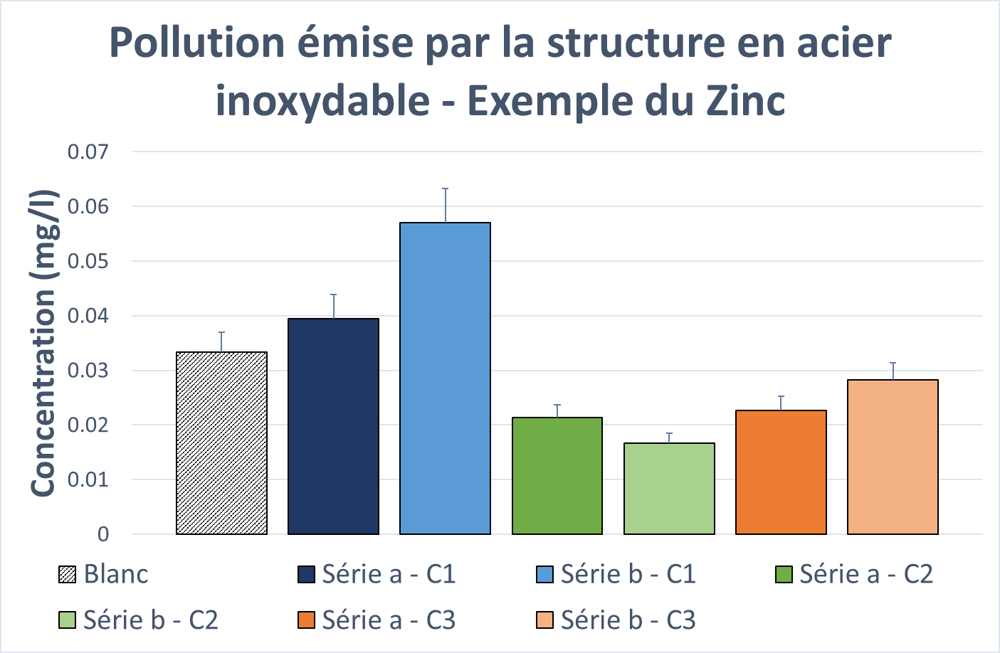 Pollution émise par la structure en acier
inoxydable - Exemple du Zinc
Concentration (mg/l)
0.07
0.06
0.05
0.04
0.03
0.02
0.01
0
Blanc Série a - C1 Série b - C1 Série a - C2
Série b - C2 Série a - C3 Série b - C3